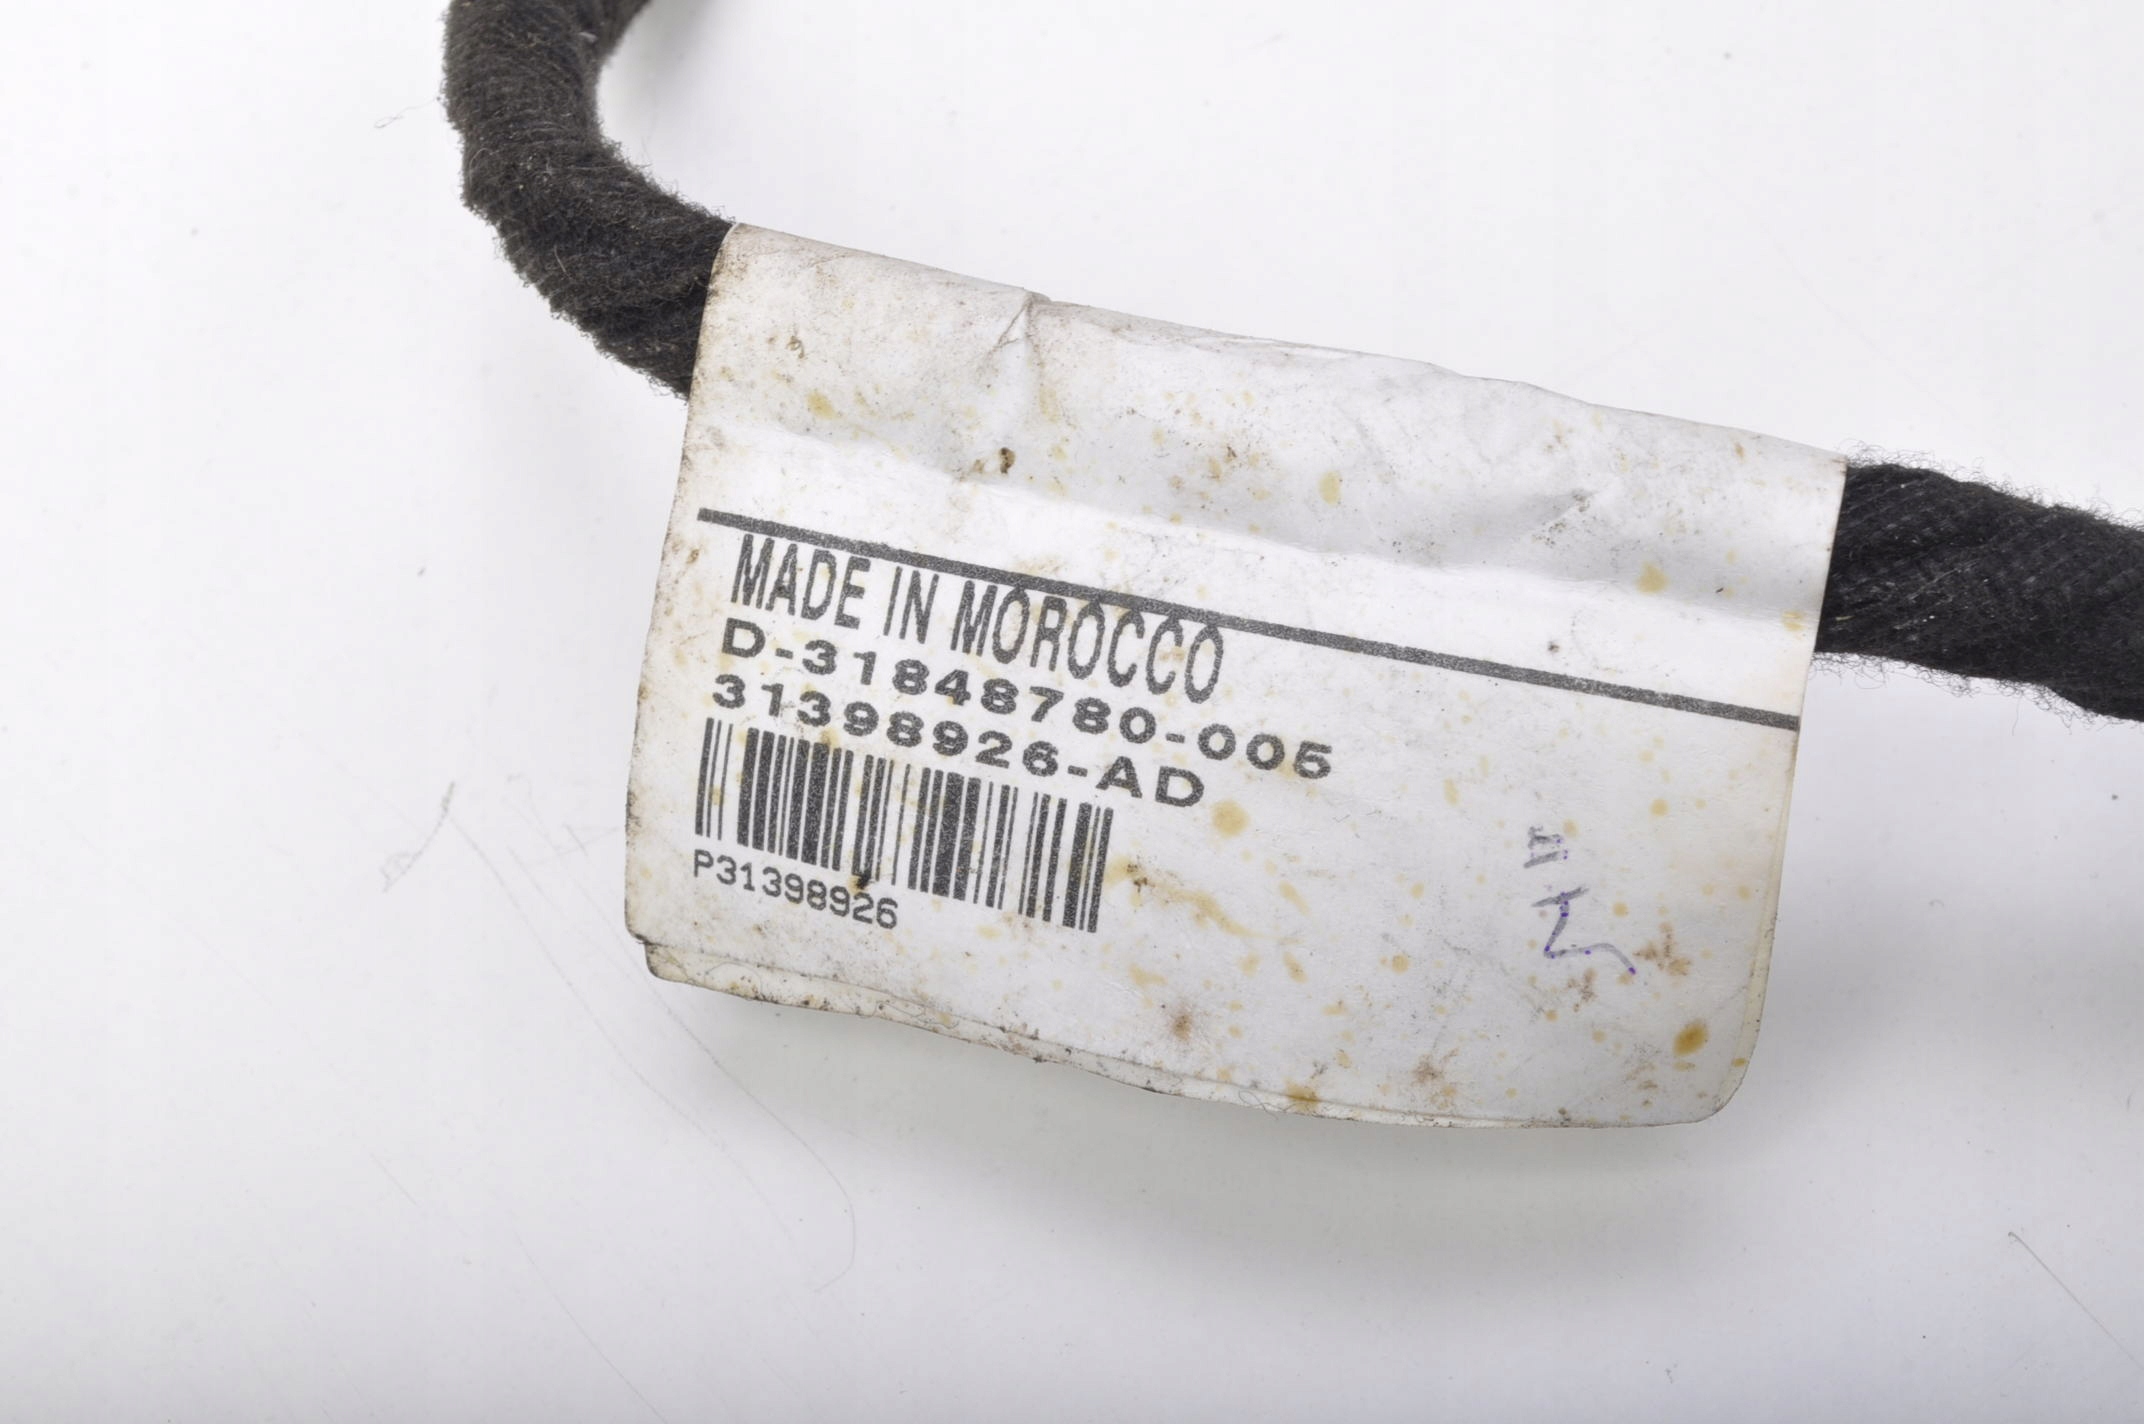 MADE IN MOROCCO
D-31848780-005
31398926-AD
P31398926